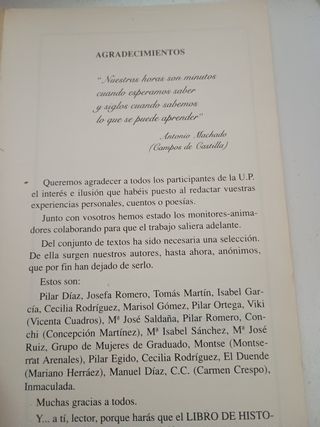 AGRADECIMIENTOS
"Nuestras horas son minutos
cuando esperamos saber
y siglos cuando sabemos
lo que se puede aprender"
Antonio Machado
(Campos de Castilla)
Queremos agradecer a todos los participantes de la U.P.
el interés e ilusión que habéis puesto al redactar vuestras
experiencias personales, cuentos o poesías.
Junto con vosotros hemos estado los monitores-anima-
dores colaborando para que el trabajo saliera adelante.
Del conjunto de textos ha sido necesaria una selección.
De ella surgen nuestros autores, hasta ahora, anónimos,
que por fin han dejado de serlo.
Estos son:
Pilar Díaz, Josefa Romero, Tomás Martín, Isabel Gar-
cía, Cecilia Rodríguez, Marisol Gómez, Pilar Ortega, Viki
(Vicenta Cuadros), Mª José Saldaña, Pilar Romero, Con-
chi (Concepción Martínez), Mª Isabel Sánchez, Mª José
Ruiz, Grupo de Mujeres de Graduado, Montse (Montse-
rrat Arenales), Pilar Egido, Cecilia Rodríguez, El Duende
(Mariano Herráez), Manuel Díaz, C.C. (Carmen Crespo),
Inmaculada.
Muchas gracias a todos.
Y... a tí, lector, porque harás que el LIBRO DE HISTO-